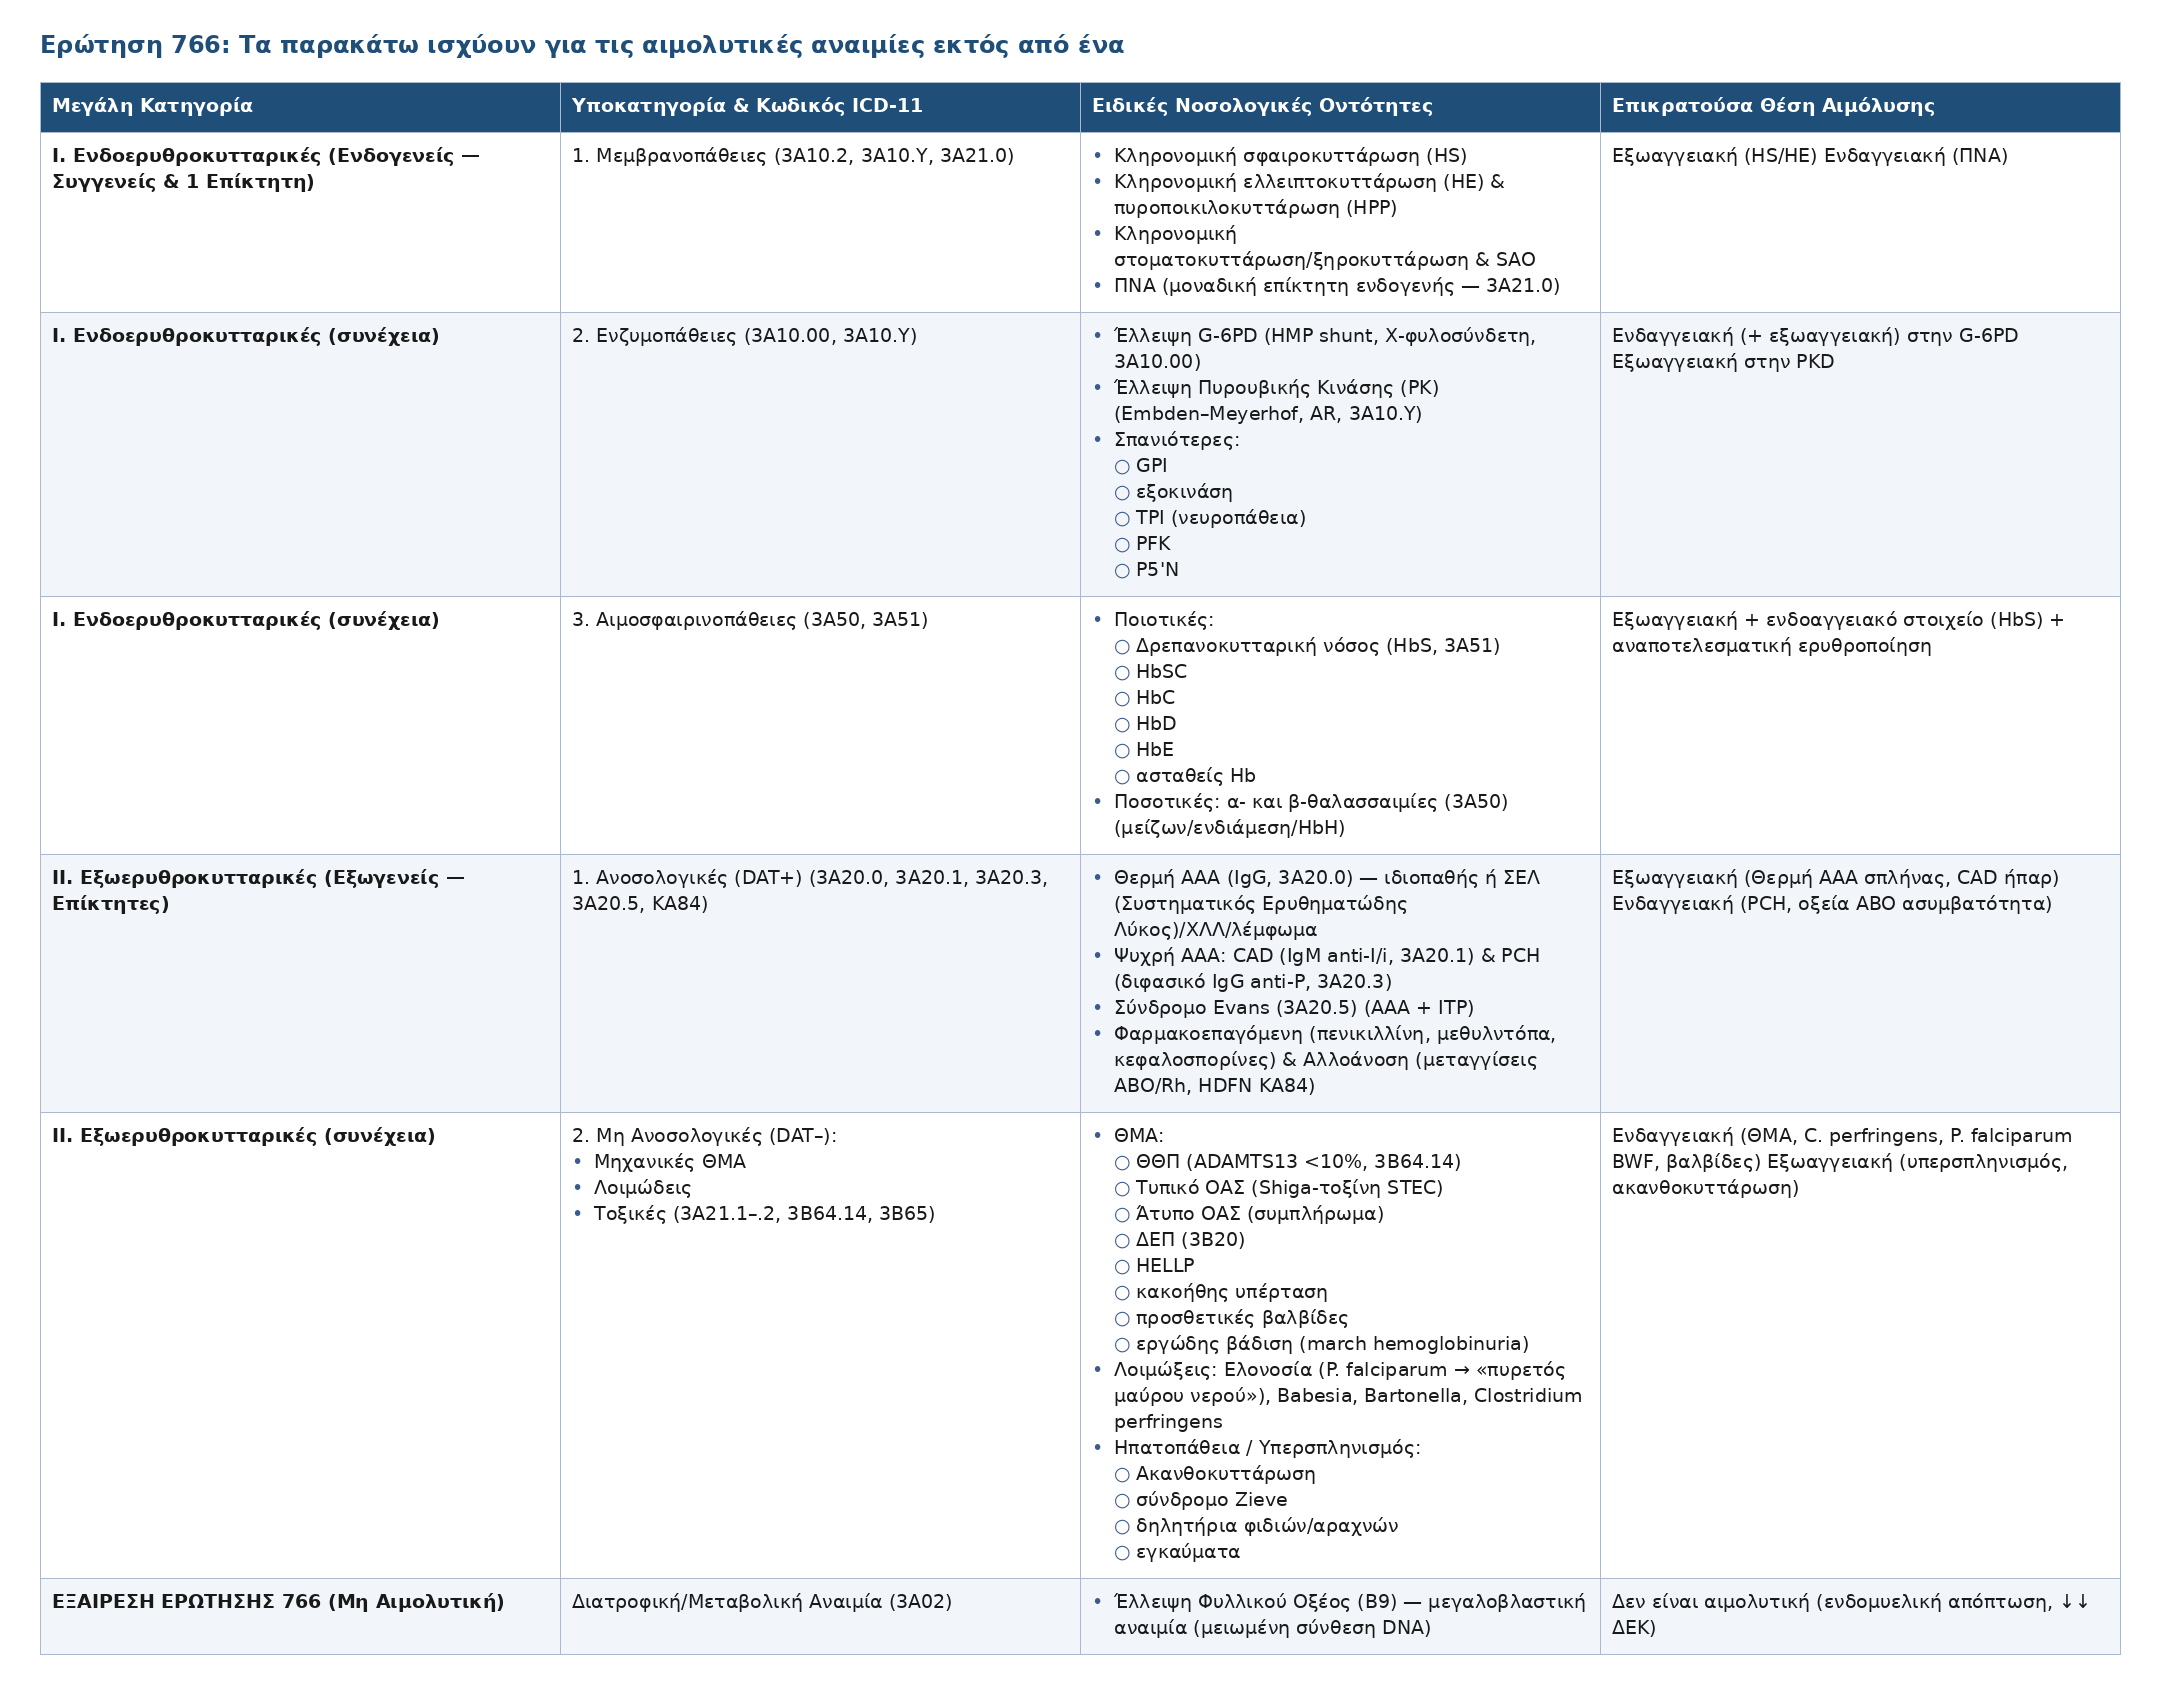 Ερώτηση 766: Τα παρακάτω ισχύουν για τις αιμολυτικές αναιμίες εκτός από ένα
Μεγάλη Κατηγορία
Υποκατηγορία & Κωδικός ICD-11
Ειδικές Νοσολογικές Οντότητες
Επικρατούσα Θέση Αιμόλυσης
I. Ενδοερυθροκυτταρικές (Ενδογενείς —
Συγγενείς & 1 Επίκτητη)
1. Μεμβρανοπάθειες (3A10.2, 3A10.Y, 3A21.0)
• Κληρονομική σφαιροκυττάρωση (HS)
• Κληρονομική ελλειπτοκυττάρωση (HE) &
πυροποικιλοκυττάρωση (HPP)
• Κληρονομική
στοματοκυττάρωση/ξηροκυττάρωση & SAO
• ΠΝΑ (μοναδική επίκτητη ενδογενής — 3A21.0)
Εξωαγγειακή (HS/HE) Ενδαγγειακή (ΠΝΑ)
I. Ενδοερυθροκυτταρικές (συνέχεια)
2. Ενζυμοπάθειες (3A10.00, 3A10.Y)
• Έλλειψη G-6PD (HMP shunt, Χ-φυλοσύνδετη,
3A10.00)
• Έλλειψη Πυρουβικής Κινάσης (PK)
(Embden–Meyerhof, AR, 3A10.Y)
• Σπανιότερες:
○ GPI
○ εξοκινάση
○ TPI (νευροπάθεια)
○ PFK
○ P5'N
Ενδαγγειακή (+ εξωαγγειακή) στην G-6PD
Εξωαγγειακή στην PKD
I. Ενδοερυθροκυτταρικές (συνέχεια)
3. Αιμοσφαιρινοπάθειες (3A50, 3A51)
• Ποιοτικές:
○ Δρεπανοκυτταρική νόσος (HbS, 3A51)
○ HbSC
○ HbC
○ HbD
○ HbE
○ ασταθείς Hb
• Ποσοτικές: α- και β-θαλασσαιμίες (3A50)
(μείζων/ενδιάμεση/HbH)
Εξωαγγειακή + ενδοαγγειακό στοιχείο (HbS) +
αναποτελεσματική ερυθροποίηση
II. Εξωερυθροκυτταρικές (Εξωγενείς —
Επίκτητες)
1. Ανοσολογικές (DAT+) (3A20.0, 3A20.1, 3A20.3,
3A20.5, KA84)
• Θερμή ΑΑΑ (IgG, 3A20.0) — ιδιοπαθής ή ΣΕΛ
(Συστηματικός Ερυθηματώδης
Λύκος)/ΧΛΛ/λέμφωμα
• Ψυχρή ΑΑΑ: CAD (IgM anti-I/i, 3A20.1) & PCH
(διφασικό IgG anti-P, 3A20.3)
• Σύνδρομο Evans (3A20.5) (ΑΑΑ + ITP)
• Φαρμακοεπαγόμενη (πενικιλλίνη, μεθυλντόπα,
κεφαλοσπορίνες) & Αλλοάνοση (μεταγγίσεις
ABO/Rh, HDFN KA84)
Εξωαγγειακή (Θερμή ΑΑΑ σπλήνας, CAD ήπαρ)
Ενδαγγειακή (PCH, οξεία ABO ασυμβατότητα)
II. Εξωερυθροκυτταρικές (συνέχεια)
2. Μη Ανοσολογικές (DAT–):
• Μηχανικές ΘΜΑ
• Λοιμώδεις
• Τοξικές (3A21.1–.2, 3B64.14, 3B65)
• ΘΜΑ:
○ ΘΘΠ (ADAMTS13 <10%, 3B64.14)
○ Τυπικό ΟΑΣ (Shiga-τοξίνη STEC)
○ Άτυπο ΟΑΣ (συμπλήρωμα)
○ ΔΕΠ (3B20)
○ HELLP
○ κακοήθης υπέρταση
○ προσθετικές βαλβίδες
○ εργώδης βάδιση (march hemoglobinuria)
• Λοιμώξεις: Ελονοσία (P. falciparum → «πυρετός
μαύρου νερού»), Babesia, Bartonella, Clostridium
perfringens
• Ηπατοπάθεια / Υπερσπληνισμός:
○ Ακανθοκυττάρωση
○ σύνδρομο Zieve
○ δηλητήρια φιδιών/αραχνών
○ εγκαύματα
Ενδαγγειακή (ΘΜΑ, C. perfringens, P. falciparum
BWF, βαλβίδες) Εξωαγγειακή (υπερσπληνισμός,
ακανθοκυττάρωση)
ΕΞΑΙΡΕΣΗ ΕΡΩΤΗΣΗΣ 766 (Μη Αιμολυτική)
Διατροφική/Μεταβολική Αναιμία (3A02)
• Έλλειψη Φυλλικού Οξέος (B9) — μεγαλοβλαστική
αναιμία (μειωμένη σύνθεση DNA)
Δεν είναι αιμολυτική (ενδομυελική απόπτωση, ↓↓
ΔΕΚ)